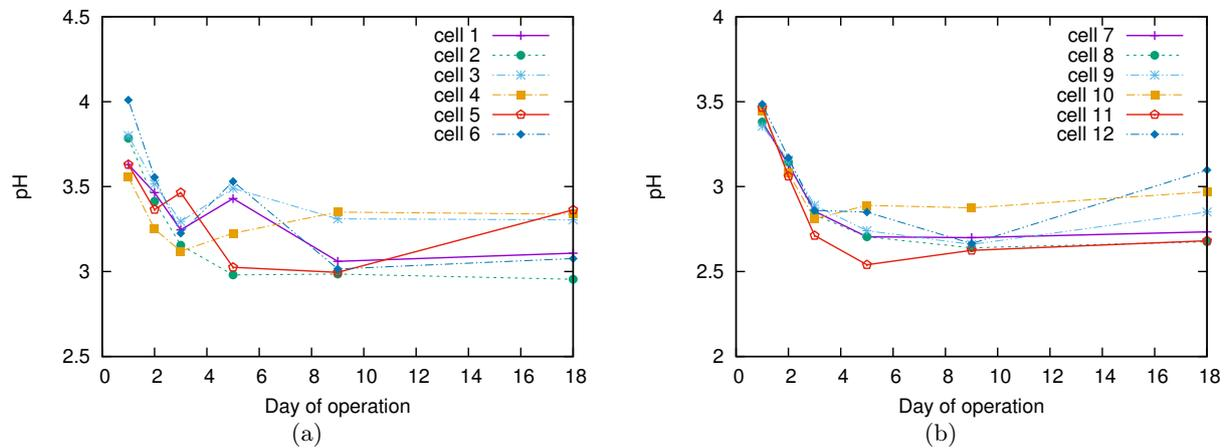 4.5
4
3.5
3
2.5
pH
cell 1
cell 2
cell 3
cell 4
cell 5
cell 6
0 2 4 6 8 10 12 14 16 18
Day of operation
(a)
4
3.5
3
2.5
2
pH
cell 7
cell 8
cell 9
cell 10
cell 11
cell 12
0 2 4 6 8 10 12 14 16 18
Day of operation
(b)